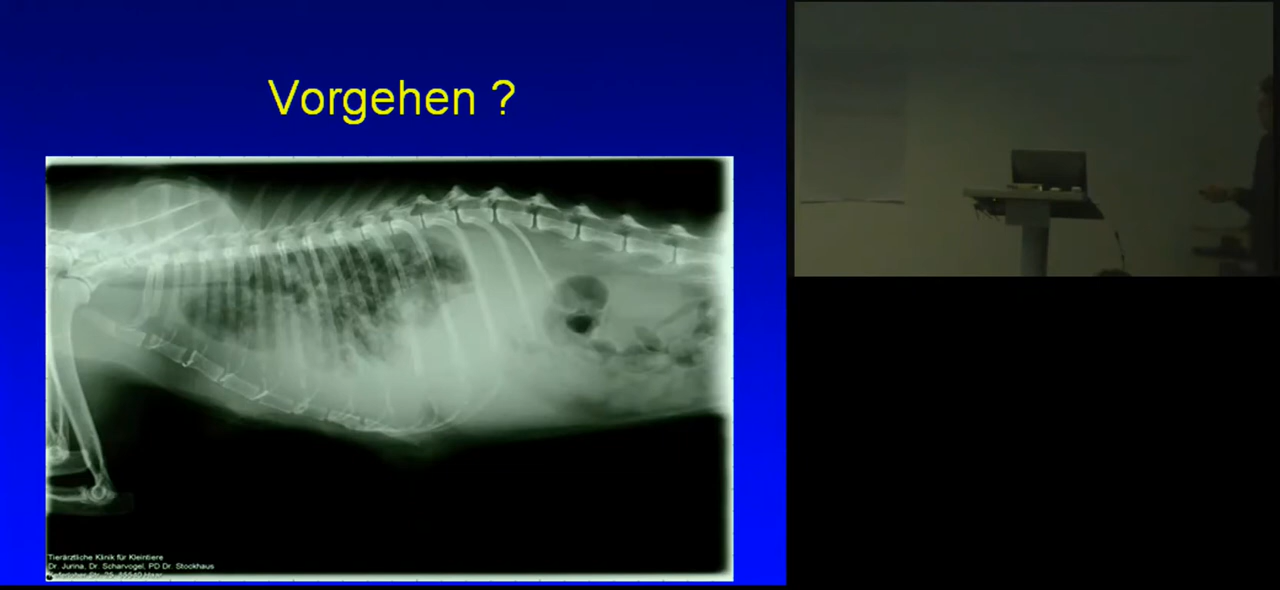 Vorgehen ?
Tierärztliche Klinik für Kleintiere
Dr. Jurina, Dr. Scharvogel, PD Dr. Stockhaus